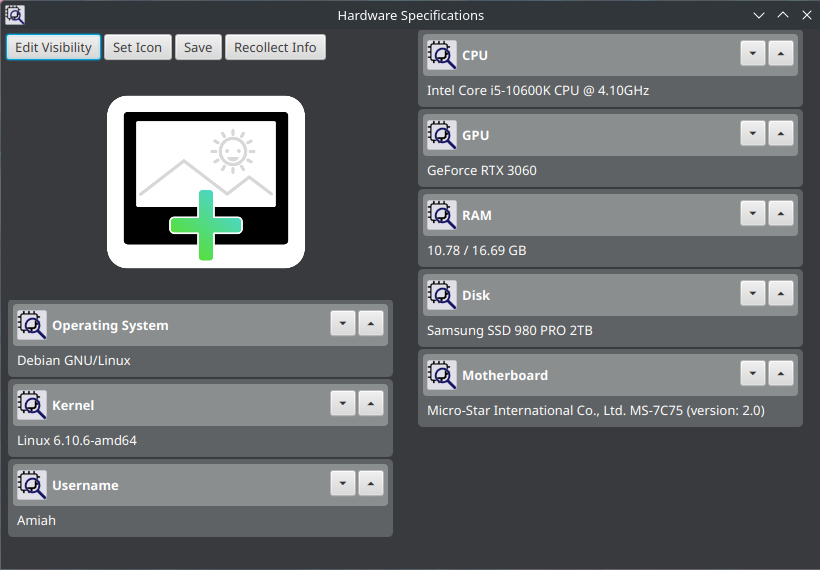 Hardware Specifications
Edit Visibility
Set Icon
Save
Recollect Info
Operating System
Debian GNU/Linux
Kernel
Linux 6.10.6-amd64
Username
Amiah
CPU
Intel Core i5-10600K CPU @ 4.10GHz
GPU
GeForce RTX 3060
RAM
10.78 / 16.69 GB
Disk
Samsung SSD 980 PRO 2TB
Motherboard
Micro-Star International Co., Ltd. MS-7C75 (version: 2.0)